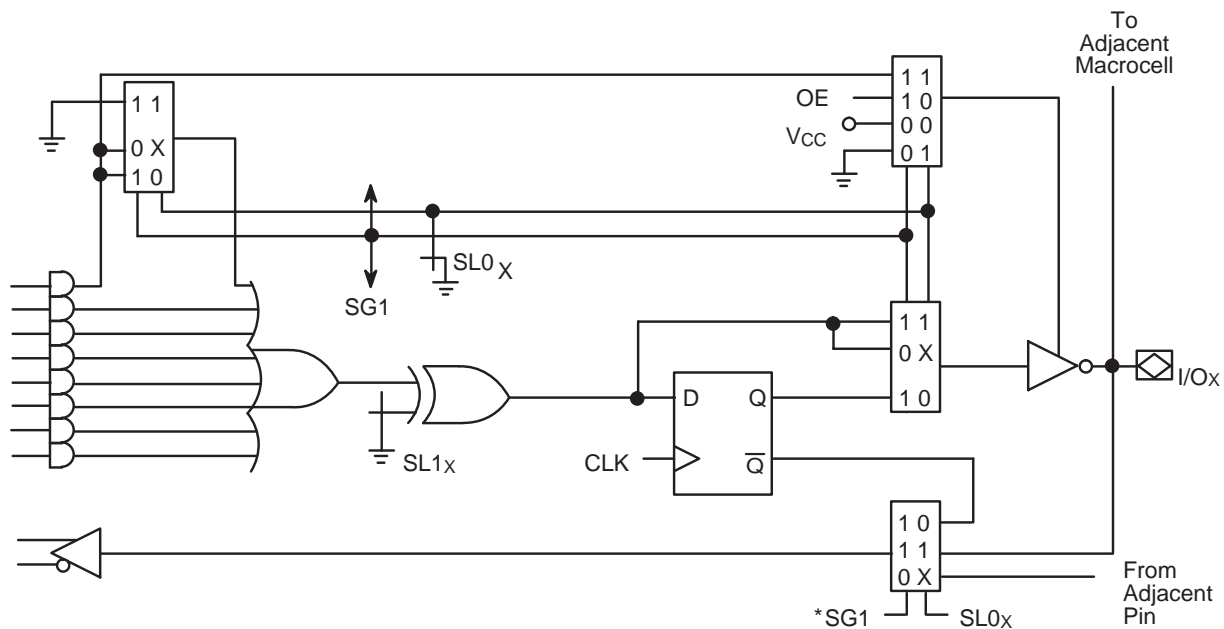 To
Adjacent
Macrocell
1 1
OE
1 0
VCC
0 0
0 1
1 1
0 X
1 0
SL0X
SG1
1 1
0 X
1 0
I/OX
D Q
CLK
Q̅
SL1X
1 0
1 1
0 X
From
Adjacent
Pin
*SG1
SL0X